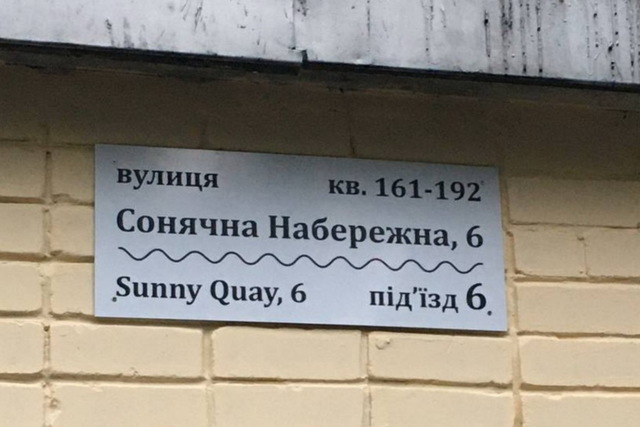 вулиця кв. 161-192
Сонячна Набережна, 6
Sunny Quay, 6 під'їзд 6